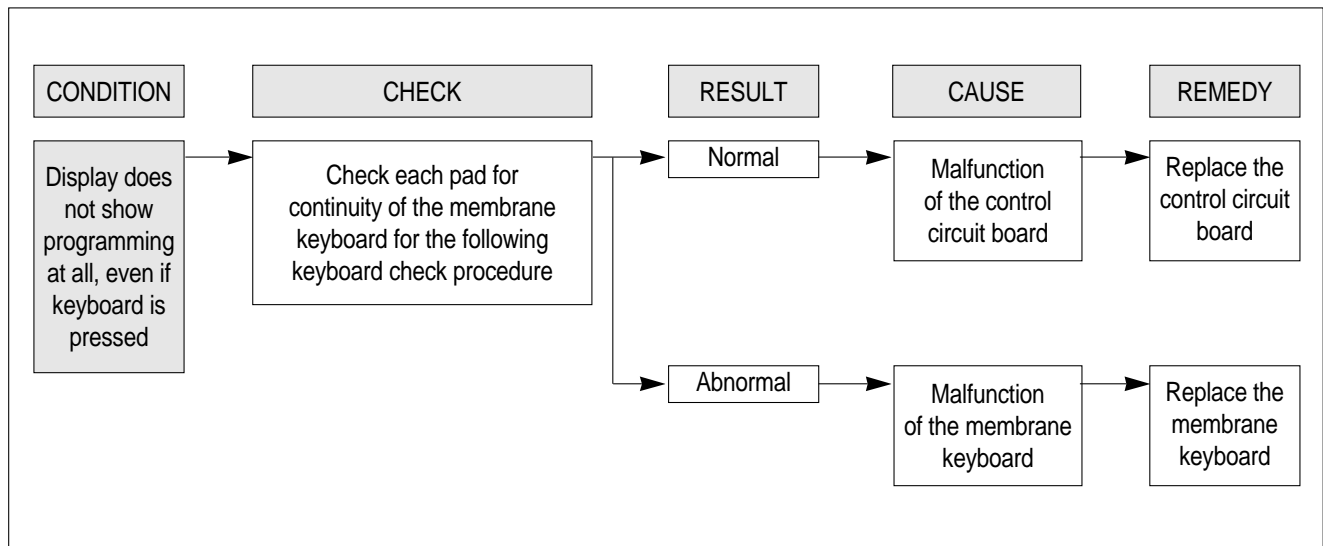 CONDITION
CHECK
RESULT
CAUSE
REMEDY
Display does
not show
programming
at all, even if
keyboard is
pressed
Check each pad for
continuity of the membrane
keyboard for the following
keyboard check procedure
Normal
Malfunction
of the control
circuit board
Replace the
control circuit
board
Abnormal
Malfunction
of the membrane
keyboard
Replace the
membrane
keyboard